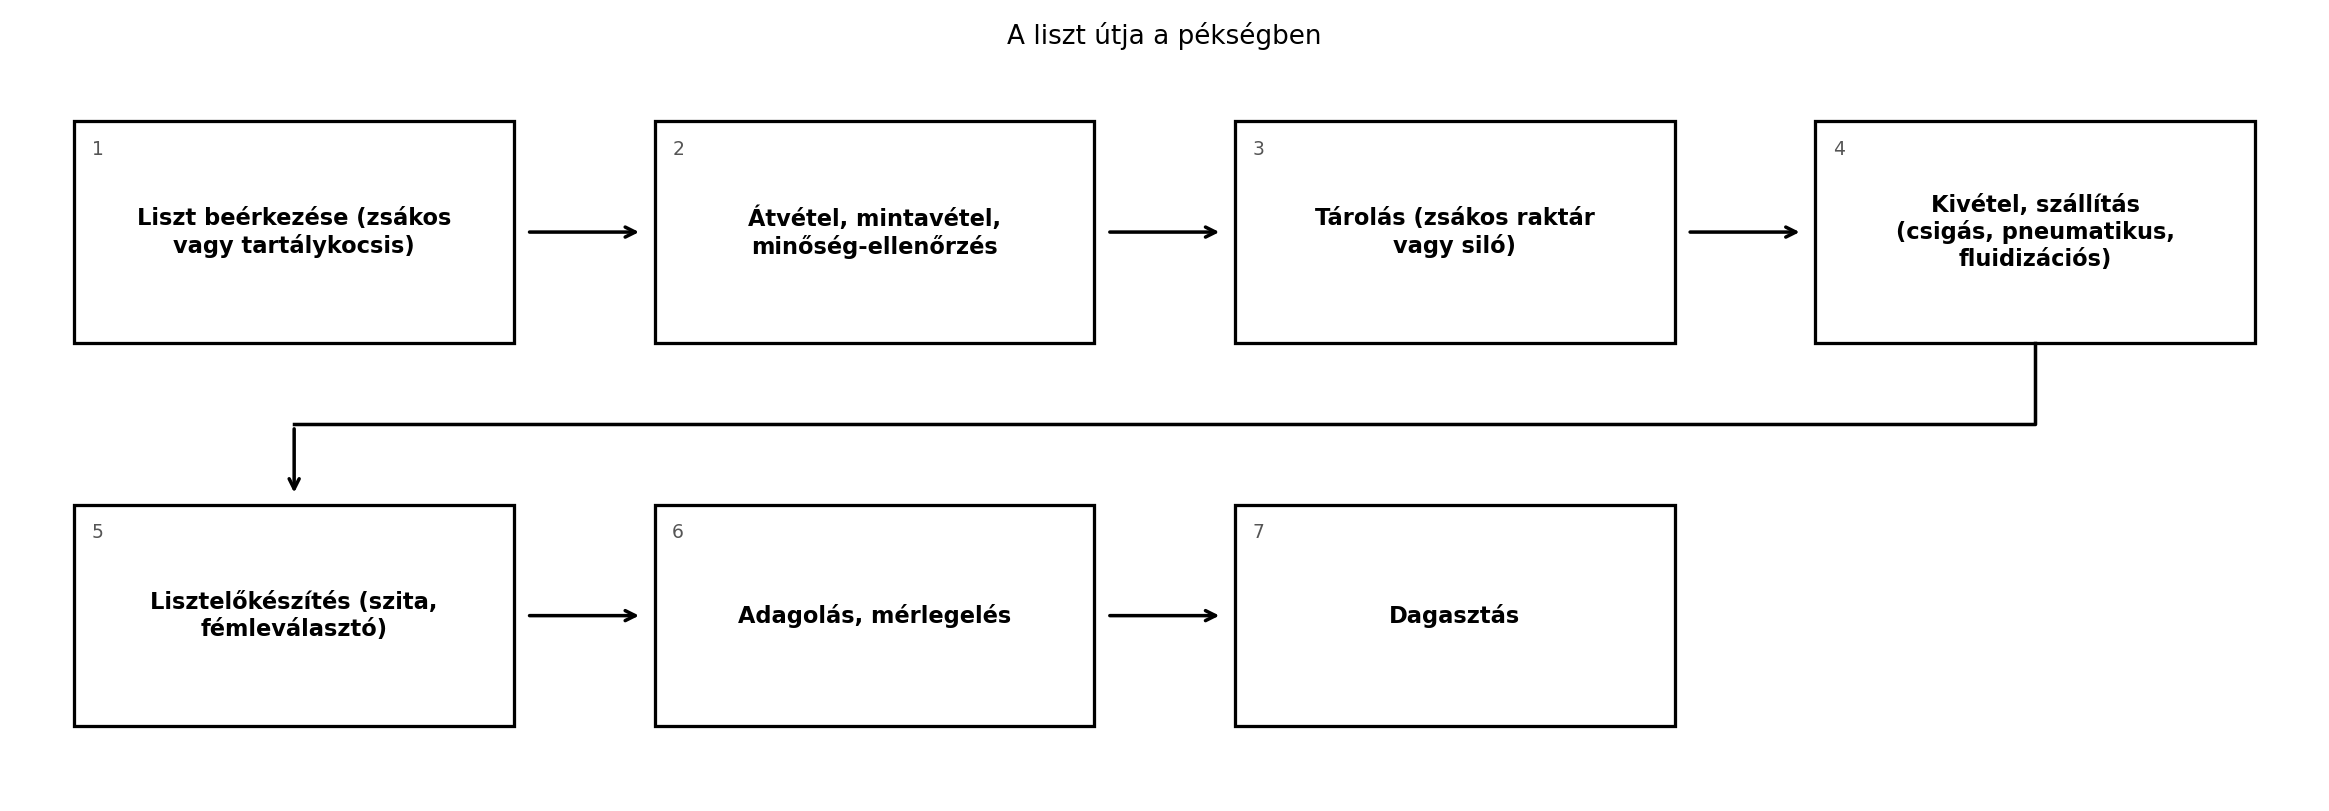 A liszt útja a pékségben
1
Liszt beérkezése (zsákos
vagy tartálykocsis)
2
Átvétel, mintavétel,
minőség-ellenőrzés
3
Tárolás (zsákos raktár
vagy siló)
4
Kivétel, szállítás
(csigás, pneumatikus,
fluidizációs)
5
Lisztelőkészítés (szita,
fémleválasztó)
6
Adagolás, mérlegelés
7
Dagasztás